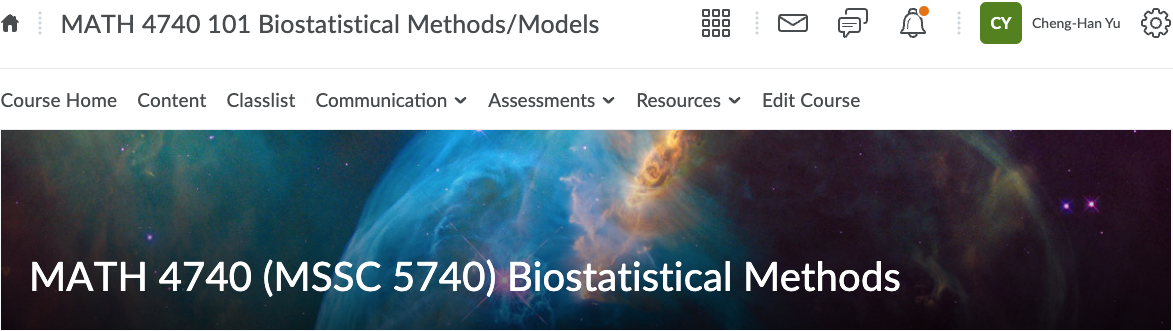 MATH 4740 101 Biostatistical Methods/Models
CY Cheng-Han Yu
Course Home Content Classlist Communication Assessments Resources Edit Course
MATH 4740 (MSSC 5740) Biostatistical Methods